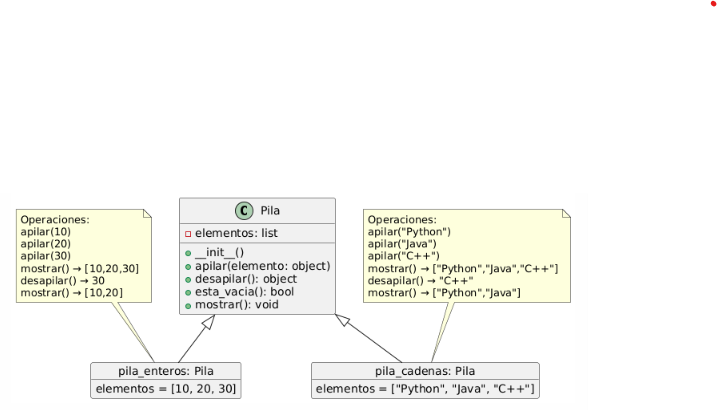 Operaciones:
apilar(10)
apilar(20)
apilar(30)
mostrar() → [10,20,30]
desapilar() → 30
mostrar() → [10,20]
C Pila
elementos: list
__init__()
apilar(elemento: object)
desapilar(): object
esta_vacia(): bool
mostrar(): void
Operaciones:
apilar("Python")
apilar("Java")
apilar("C++")
mostrar() → ["Python","Java","C++"]
desapilar() → "C++"
mostrar() → ["Python","Java"]
pila_enteros: Pila
elementos = [10, 20, 30]
pila_cadenas: Pila
elementos = ["Python", "Java", "C++"]